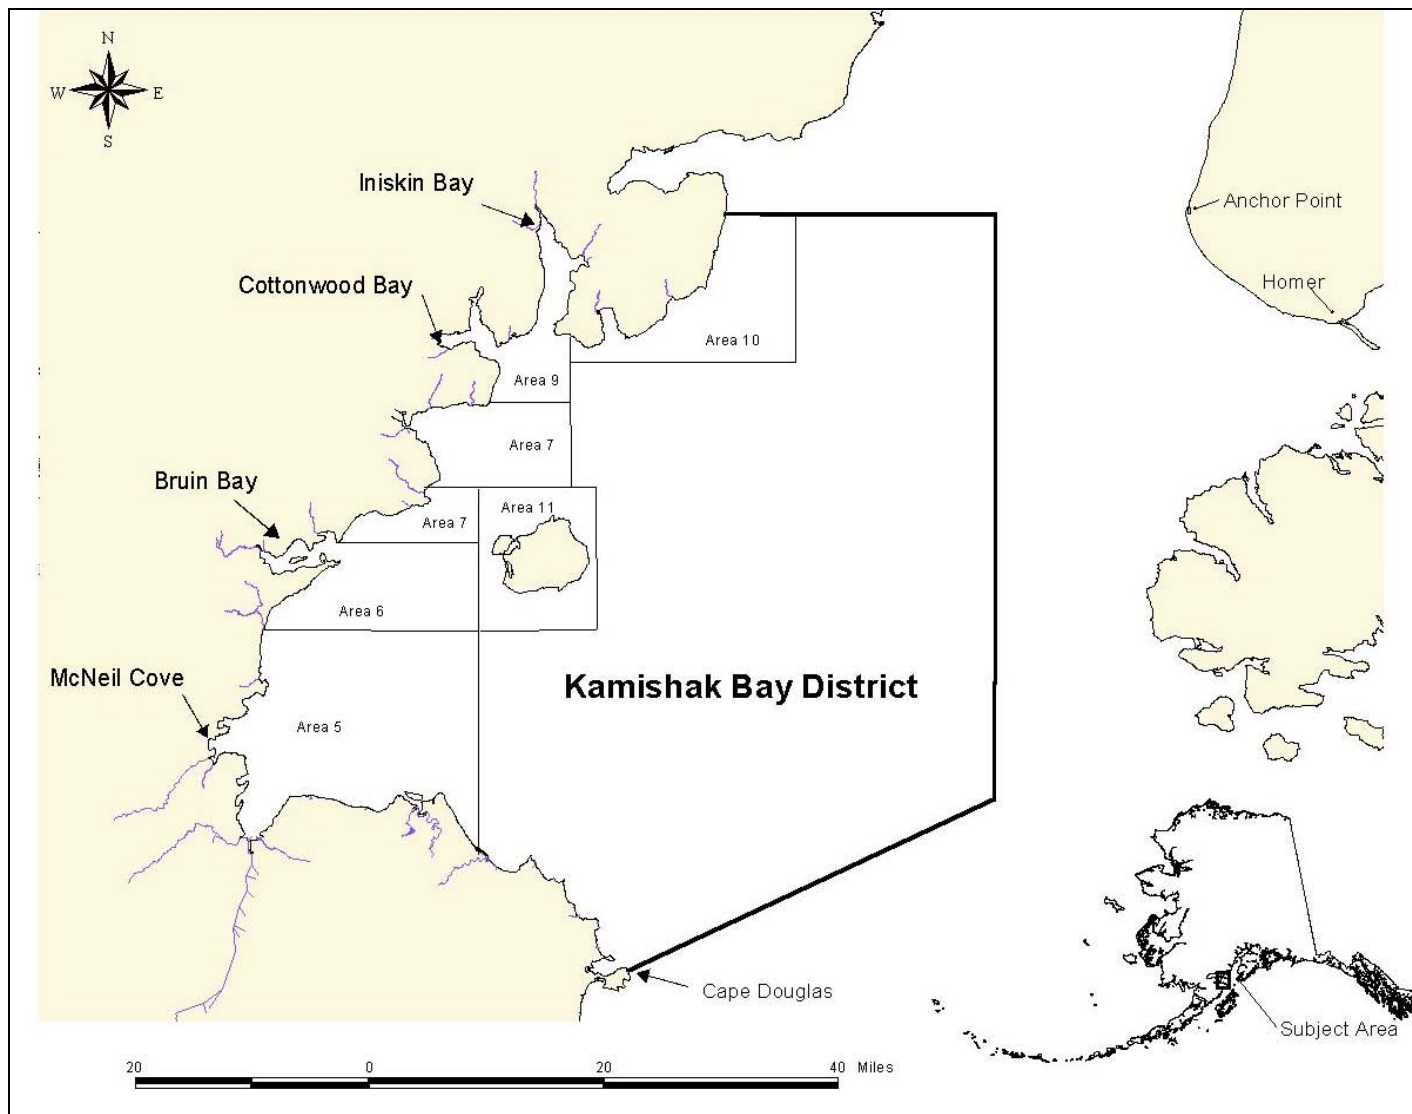 N
W E
S
Iniskin Bay
Anchor Point
Cottonwood Bay
Homer
Area 10
Area 9
Area 7
Bruin Bay
Area 11
Area 7
Area 6
McNeil Cove
Kamishak Bay District
Area 5
Cape Douglas
Subject Area
20 0 20 40 Miles